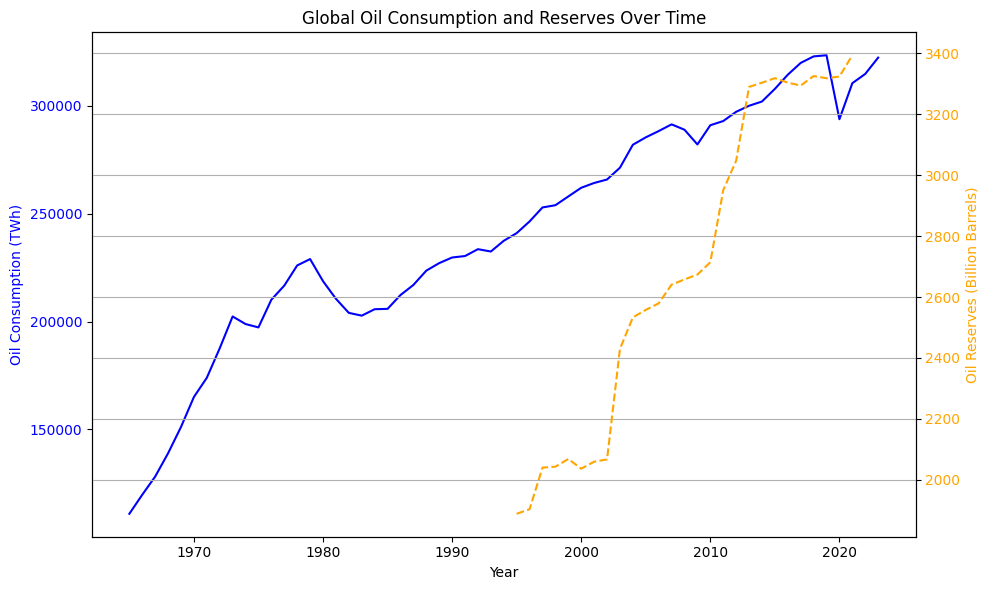 Global Oil Consumption and Reserves Over Time
Oil Consumption (TWh)
300000
250000
200000
150000
3400
3200
3000
2800
2600
2400
2200
2000
Oil Reserves (Billion Barrels)
1970 1980 1990 2000 2010 2020
Year